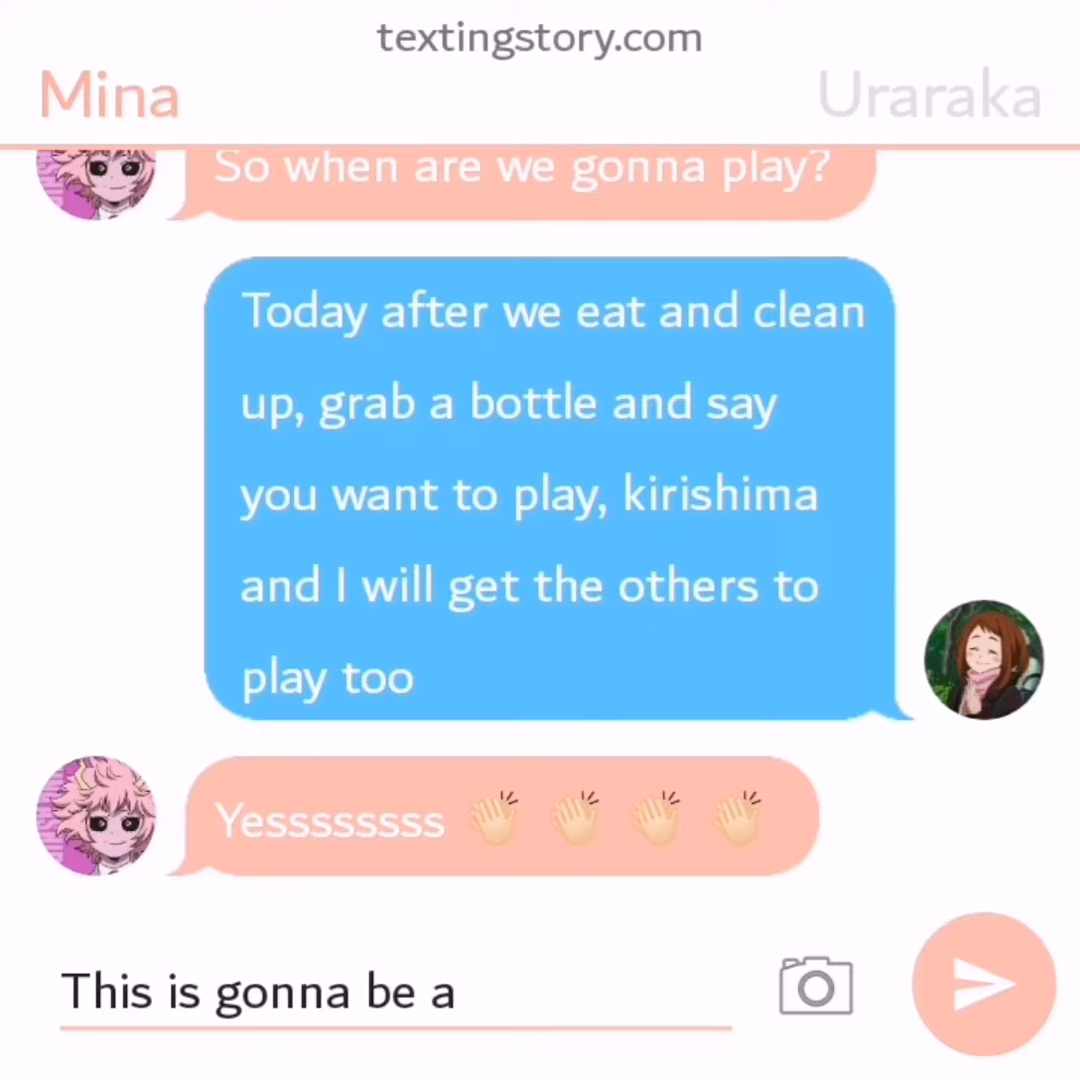 textingstory.com
Mina
Uraraka
So when are we gonna play?
Today after we eat and clean
up, grab a bottle and say
you want to play, kirishima
and I will get the others to
play too
Yesssssssss 👏🏻 👏🏻 👏🏻 👏🏻
This is gonna be a